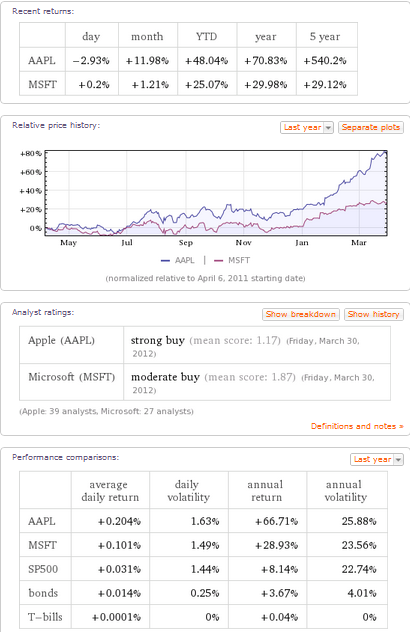 Recent returns:
day month YTD year 5 year
AAPL −2.93% +11.98% +48.04% +70.83% +540.2%
MSFT +0.2% +1.21% +25.07% +29.98% +29.12%
Relative price history:
Last year Separate plots
+80%
+60%
+40%
+20%
0%
May Jul Sep Nov Jan Mar
AAPL | MSFT
(normalized relative to April 6, 2011 starting date)
Analyst ratings:
Show breakdown Show history
Apple (AAPL) strong buy (mean score: 1.17) (Friday, March 30,
2012)
Microsoft (MSFT) moderate buy (mean score: 1.87) (Friday, March 30,
2012)
(Apple: 39 analysts, Microsoft: 27 analysts)
Definitions and notes »
Performance comparisons:
Last year
average daily annual annual
daily return volatility return volatility
AAPL +0.204% 1.63% +66.71% 25.88%
MSFT +0.101% 1.49% +28.93% 23.56%
SP500 +0.031% 1.44% +8.14% 22.74%
bonds +0.014% 0.25% +3.67% 4.01%
T−bills +0.0001% 0% +0.04% 0%